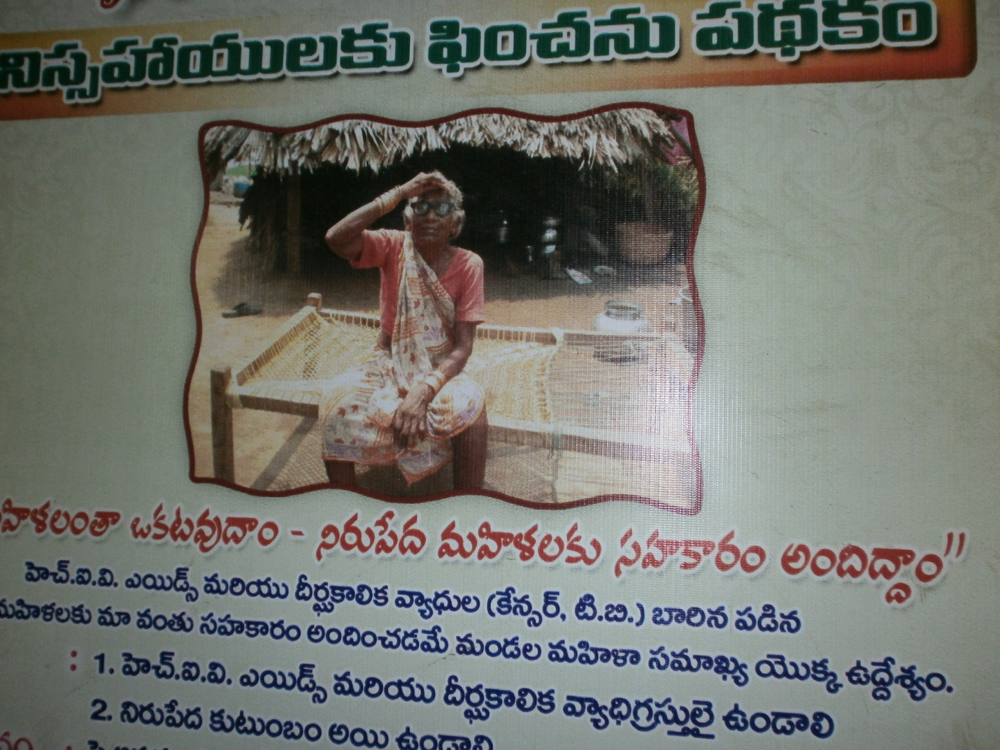 నిస్సహాయులకు ఫించను పథకం
హిళలంతా ఒకటవుదాం - నిరుపేద మహిళలకు సహకారం అందిద్దాం"
హెచ్.ఐ.వి. ఎయిడ్స్ మరియు దీర్ఘకాలిక వ్యాధుల (కేన్సర్, టి.బి.) బారిన పడిన
మహిళలకు మా వంతు సహకారం అందించడమే మండల మహిళా సమాఖ్య యొక్క ఉద్దేశ్యం.
: 1. హెచ్.ఐ.వి. ఎయిడ్స్ మరియు దీర్ఘకాలిక వ్యాధిగ్రస్తులై ఉండాలి
2. నిరుపేద కుటుంబం అయి ఉండాలి